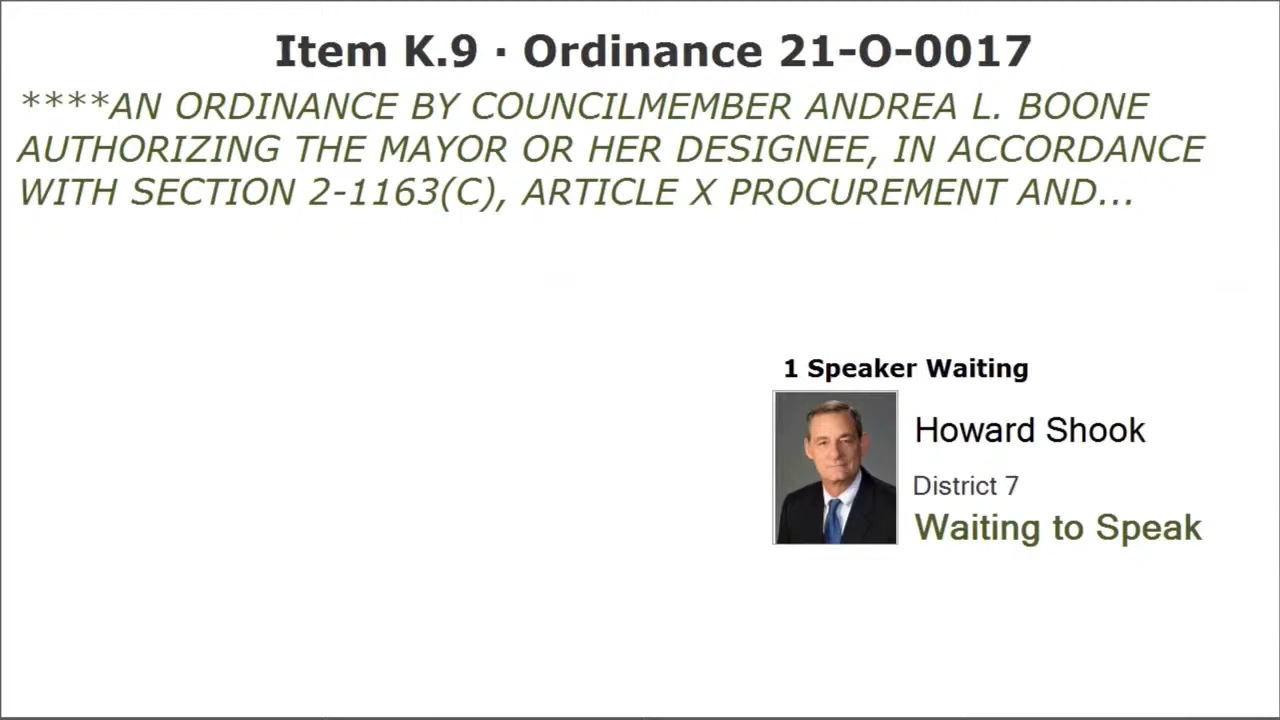 Item K.9 · Ordinance 21-O-0017
****AN ORDINANCE BY COUNCILMEMBER ANDREA L. BOONE
AUTHORIZING THE MAYOR OR HER DESIGNEE, IN ACCORDANCE
WITH SECTION 2-1163(C), ARTICLE X PROCUREMENT AND...
1 Speaker Waiting
Howard Shook
District 7
Waiting to Speak